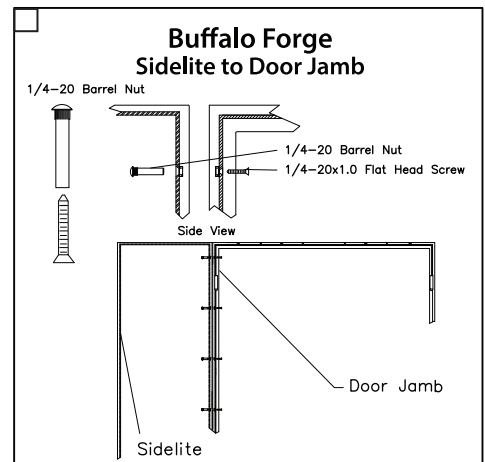 Buffalo Forge
Sidelite to Door Jamb
1/4-20 Barrel Nut
1/4-20 Barrel Nut
1/4-20x1.0 Flat Head Screw
Side View
Door Jamb
Sidelite